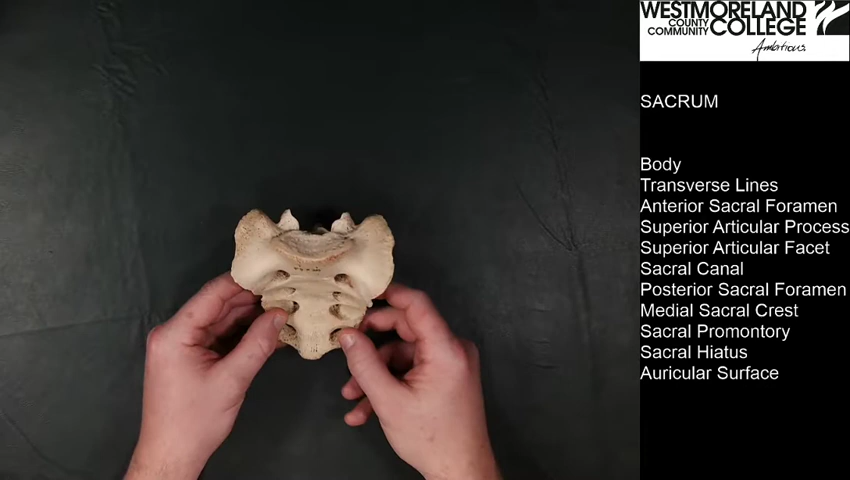 WESTMORELAND
COUNTY
COMMUNITY COLLEGE
Ambitious.
SACRUM
Body
Transverse Lines
Anterior Sacral Foramen
Superior Articular Process
Superior Articular Facet
Sacral Canal
Posterior Sacral Foramen
Medial Sacral Crest
Sacral Promontory
Sacral Hiatus
Auricular Surface